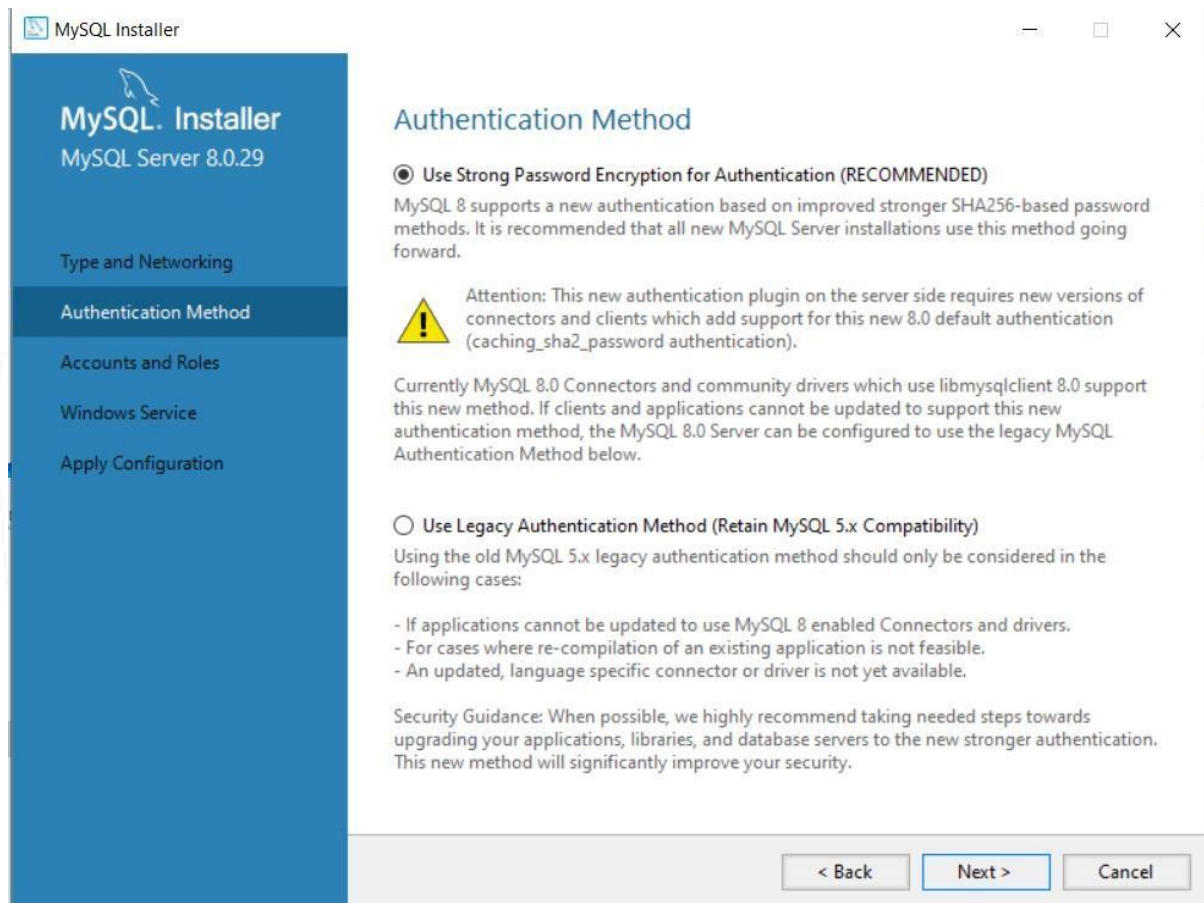 MySQL Installer
MySQL. Installer
MySQL Server 8.0.29
Type and Networking
Authentication Method
Accounts and Roles
Windows Service
Apply Configuration
Authentication Method
Use Strong Password Encryption for Authentication (RECOMMENDED)
MySQL 8 supports a new authentication based on improved stronger SHA256-based password
methods. It is recommended that all new MySQL Server installations use this method going
forward.
Attention: This new authentication plugin on the server side requires new versions of
connectors and clients which add support for this new 8.0 default authentication
(caching_sha2_password authentication).
Currently MySQL 8.0 Connectors and community drivers which use libmysqlclient 8.0 support
this new method. If clients and applications cannot be updated to support this new
authentication method, the MySQL 8.0 Server can be configured to use the legacy MySQL
Authentication Method below.
Use Legacy Authentication Method (Retain MySQL 5.x Compatibility)
Using the old MySQL 5.x legacy authentication method should only be considered in the
following cases:
- If applications cannot be updated to use MySQL 8 enabled Connectors and drivers.
- For cases where re-compilation of an existing application is not feasible.
- An updated, language specific connector or driver is not yet available.
Security Guidance: When possible, we highly recommend taking needed steps towards
upgrading your applications, libraries, and database servers to the new stronger authentication.
This new method will significantly improve your security.
< Back
Next >
Cancel